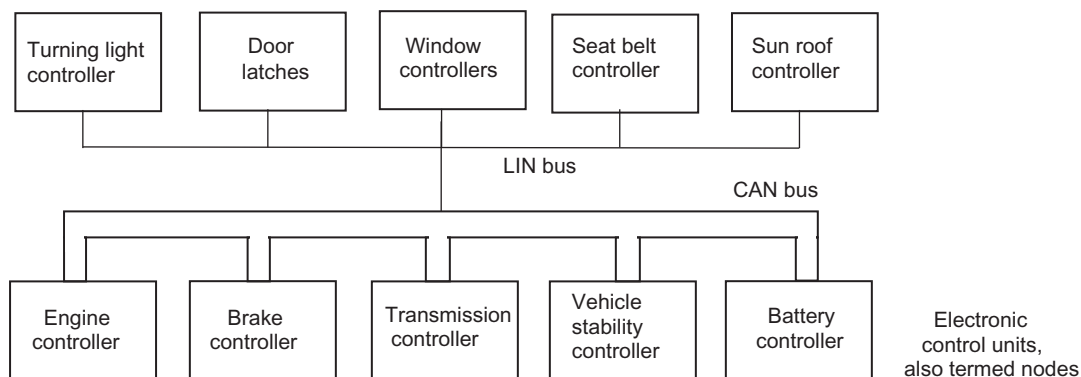 Turning light
controller
Door
latches
Window
controllers
Seat belt
controller
Sun roof
controller
LIN bus
CAN bus
Engine
controller
Brake
controller
Transmission
controller
Vehicle
stability
controller
Battery
controller
Electronic
control units,
also termed nodes